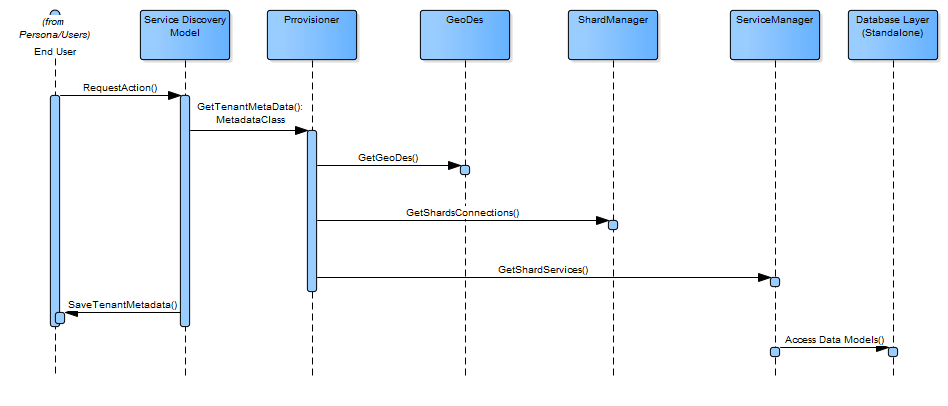 (from
Persona/Users)
End User
Service Discovery
Model
Prrovisioner
GeoDes
ShardManager
ServiceManager
Database Layer
(Standalone)
RequestAction()
GetTenantMetaData():
MetadataClass
GetGeoDes()
GetShardsConnections()
GetShardServices()
SaveTenantMetadata()
Access Data Models()